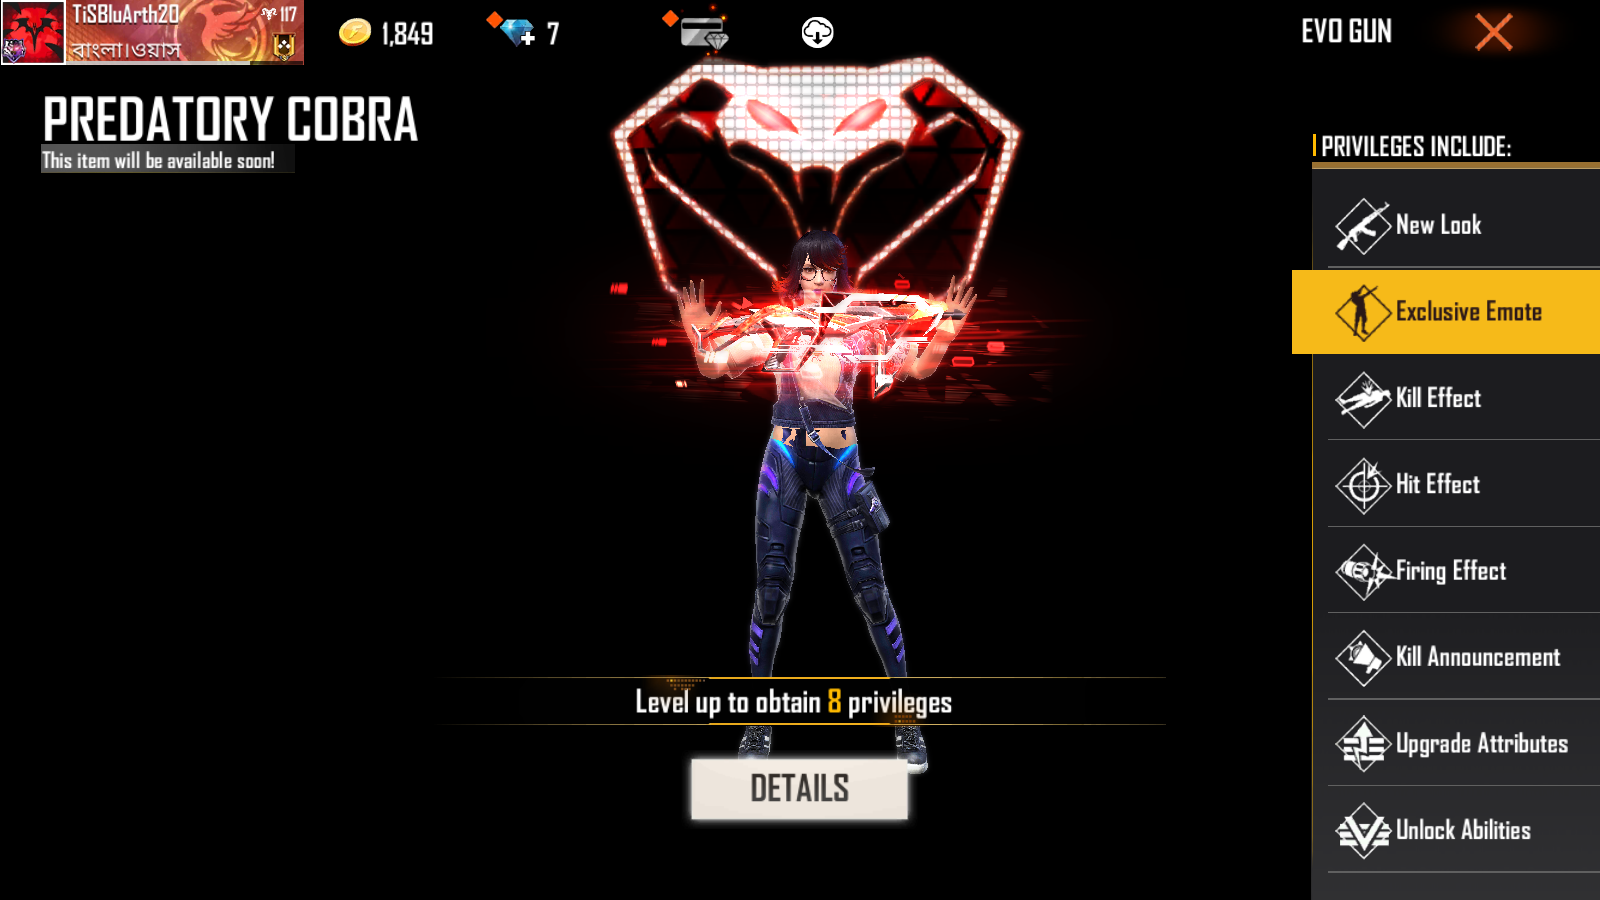 TiSBluArth20 117
বাংলা।ওয়াস
1,849
7
EVO GUN
PREDATORY COBRA
This item will be available soon!
PRIVILEGES INCLUDE:
New Look
Exclusive Emote
Kill Effect
Hit Effect
Firing Effect
Kill Announcement
Upgrade Attributes
Unlock Abilities
Level up to obtain 8 privileges
DETAILS